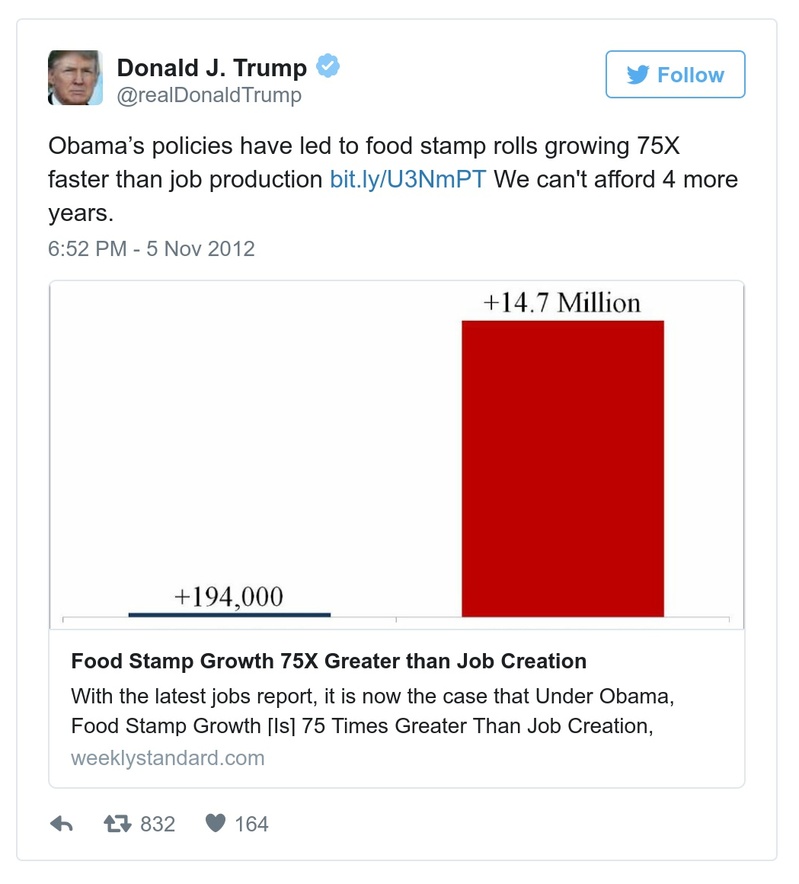 Donald J. Trump
@realDonaldTrump
Follow
Obama’s policies have led to food stamp rolls growing 75X
faster than job production bit.ly/U3NmPT We can't afford 4 more
years.
6:52 PM - 5 Nov 2012
+14.7 Million
+194,000
Food Stamp Growth 75X Greater than Job Creation
With the latest jobs report, it is now the case that Under Obama,
Food Stamp Growth [Is] 75 Times Greater Than Job Creation,
weeklystandard.com
832
164